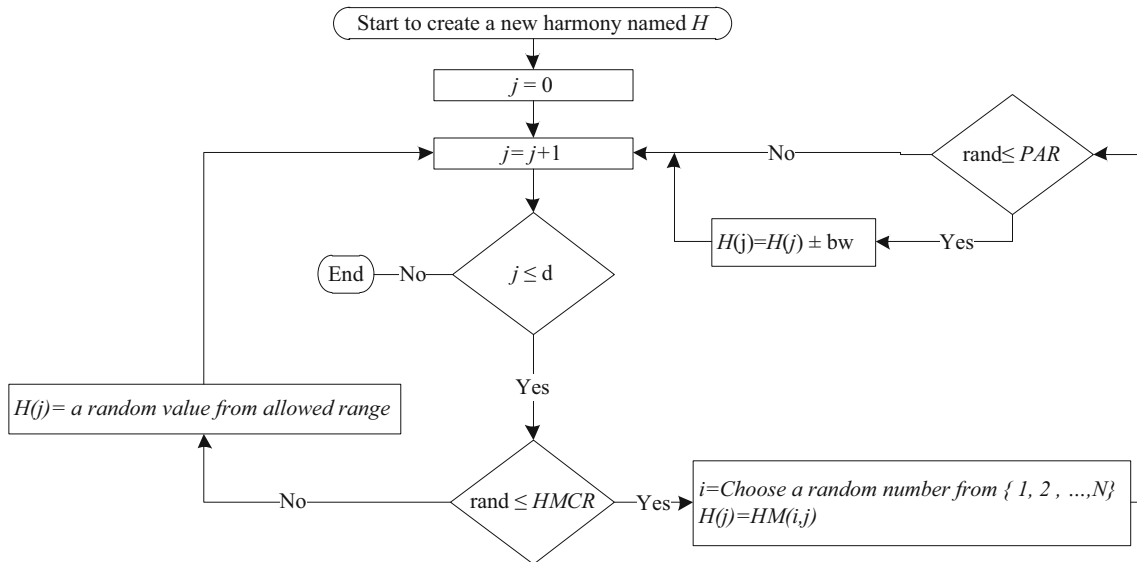 Start to create a new harmony named H
j = 0
j= j+1
No
rand≤ PAR
H(j)=H(j) ± bw
Yes
End
No
j ≤ d
Yes
H(j)= a random value from allowed range
No
rand ≤ HMCR
Yes
i=Choose a random number from { 1, 2 , ...,N}
H(j)=HM(i,j)